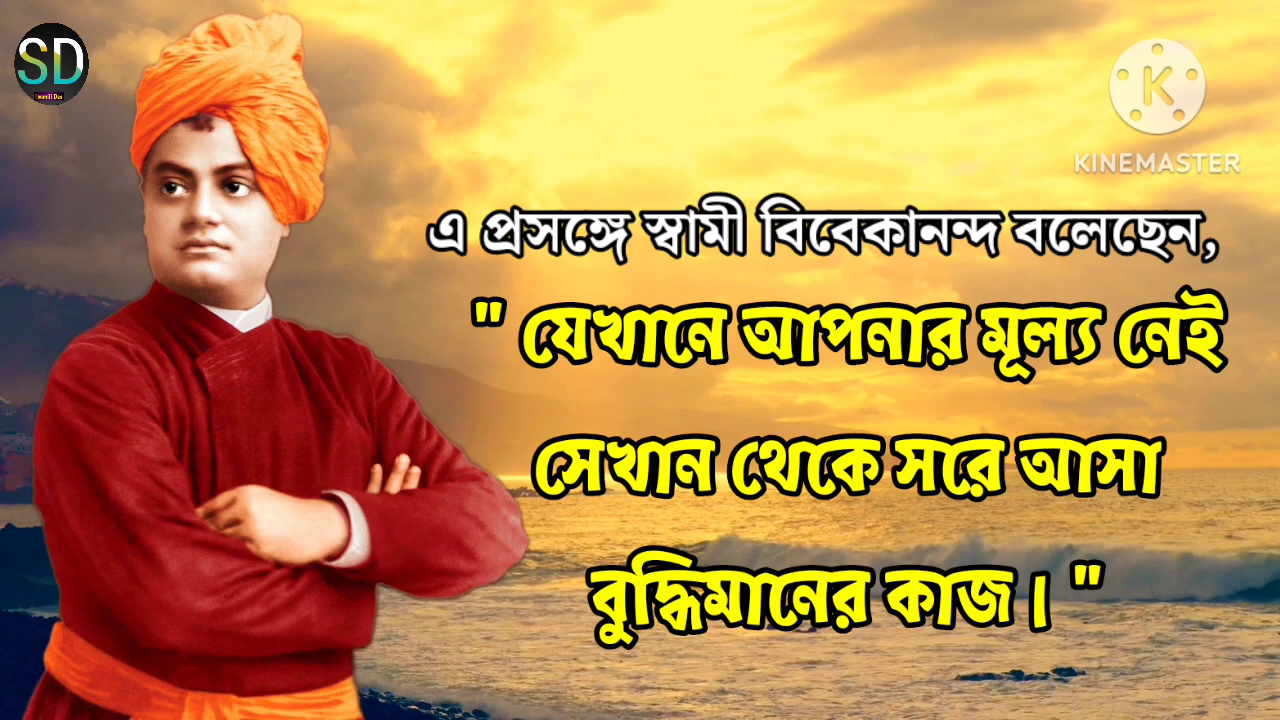 SD
KINEMASTER
এ প্রসঙ্গে স্বামী বিবেকানন্দ বলেছেন,
" যেখানে আপনার মূল্য নেই
সেখান থেকে সরে আসা
বুদ্ধিমানের কাজ। "